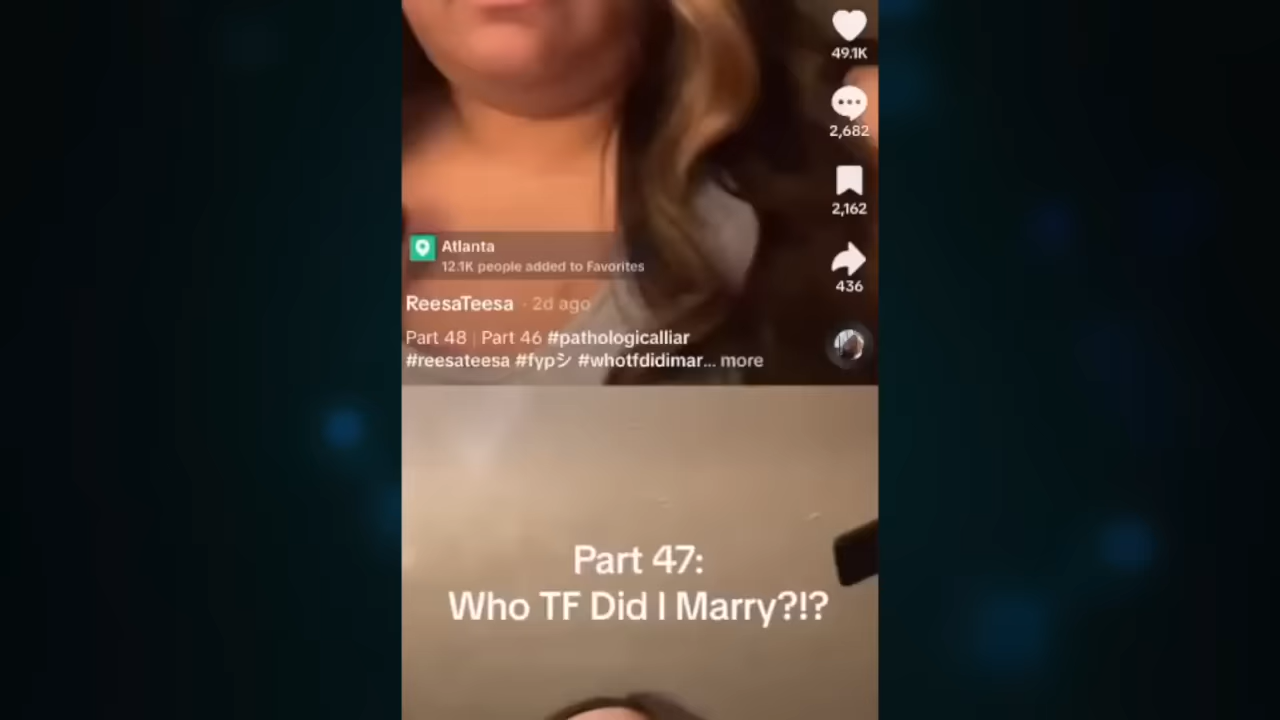 49.1K
2,682
2,162
436
Atlanta
12.1K people added to Favorites
ReesaTeesa · 2d ago
Part 48 | Part 46 #pathologicalliar
#reesateesa #fypシ #whotfdidimar... more
Part 47:
Who TF Did I Marry?!?